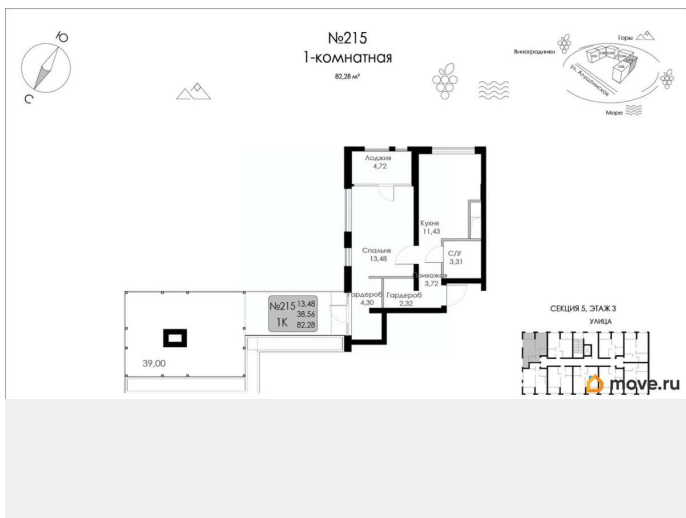 Ю
С
№215
1-комнатная
82,28 м²
Горы
Виноградники
ул. Алуштинская
Море
Лоджия
4,72
Кухня
11,43
Спальня
13,48
С/У
3,31
Прихожая
3,72
Гардероб
4,30
Гардероб
2,32
№215 13.48
38.56
1К 82.28
39,00
СЕКЦИЯ 5, ЭТАЖ 3
УЛИЦА
move.ru